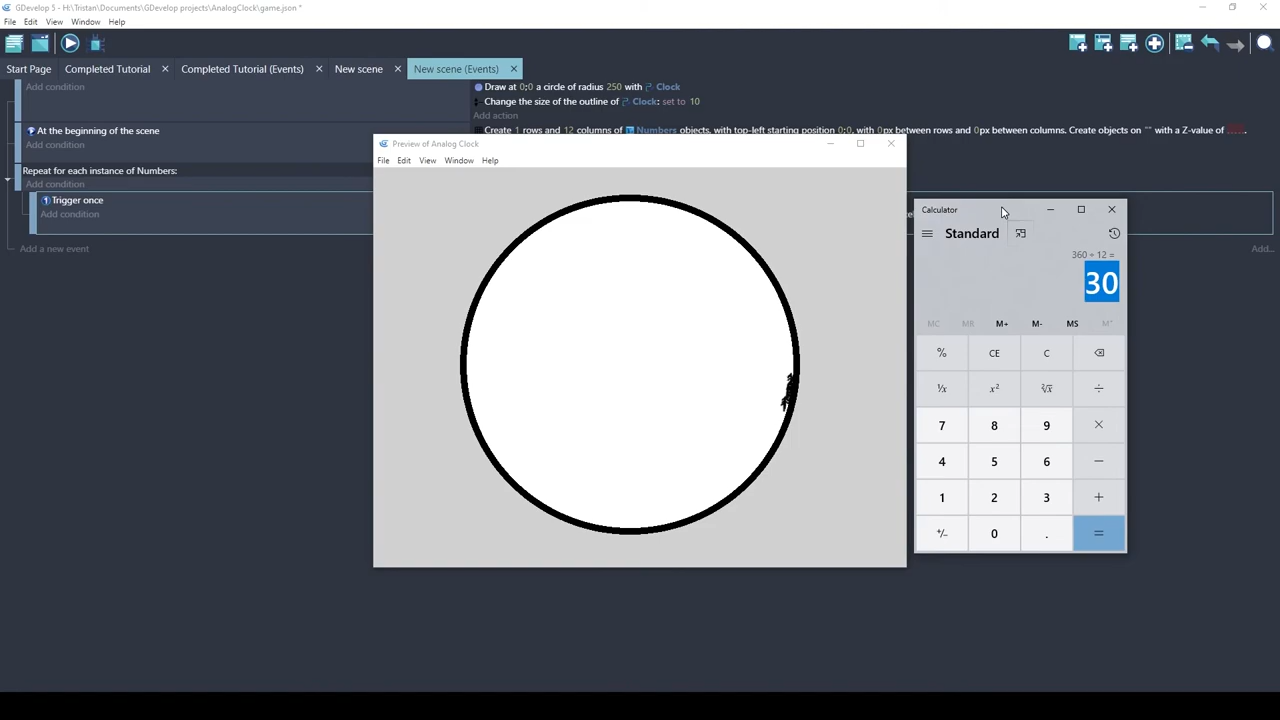 GDevelop 5 - H:\Tristan\Documents\GDevelop projects\AnalogClock\game.json *
File Edit View Window Help
Start Page
Completed Tutorial
Completed Tutorial (Events)
New scene
New scene (Events)
Add condition
Draw at 0;0 a circle of radius 250 with Clock
Change the size of the outline of Clock: set to 10
Add action
At the beginning of the scene
Add condition
Create 1 rows and 12 columns of Numbers objects, with top-left starting position 0;0, with 0px between rows and 0px between columns. Create objects on "" with a Z-value of
Repeat for each instance of Numbers:
Add condition
Trigger once
Add condition
Add a new event
Add...
Preview of Analog Clock
File Edit View Window Help
Calculator
Standard
360 ÷ 12 =
30
MC MR M+ M- MS
% CE C
¹/x x² ²√x ÷
7 8 9 ×
4 5 6 −
1 2 3 +
+/− 0 . =